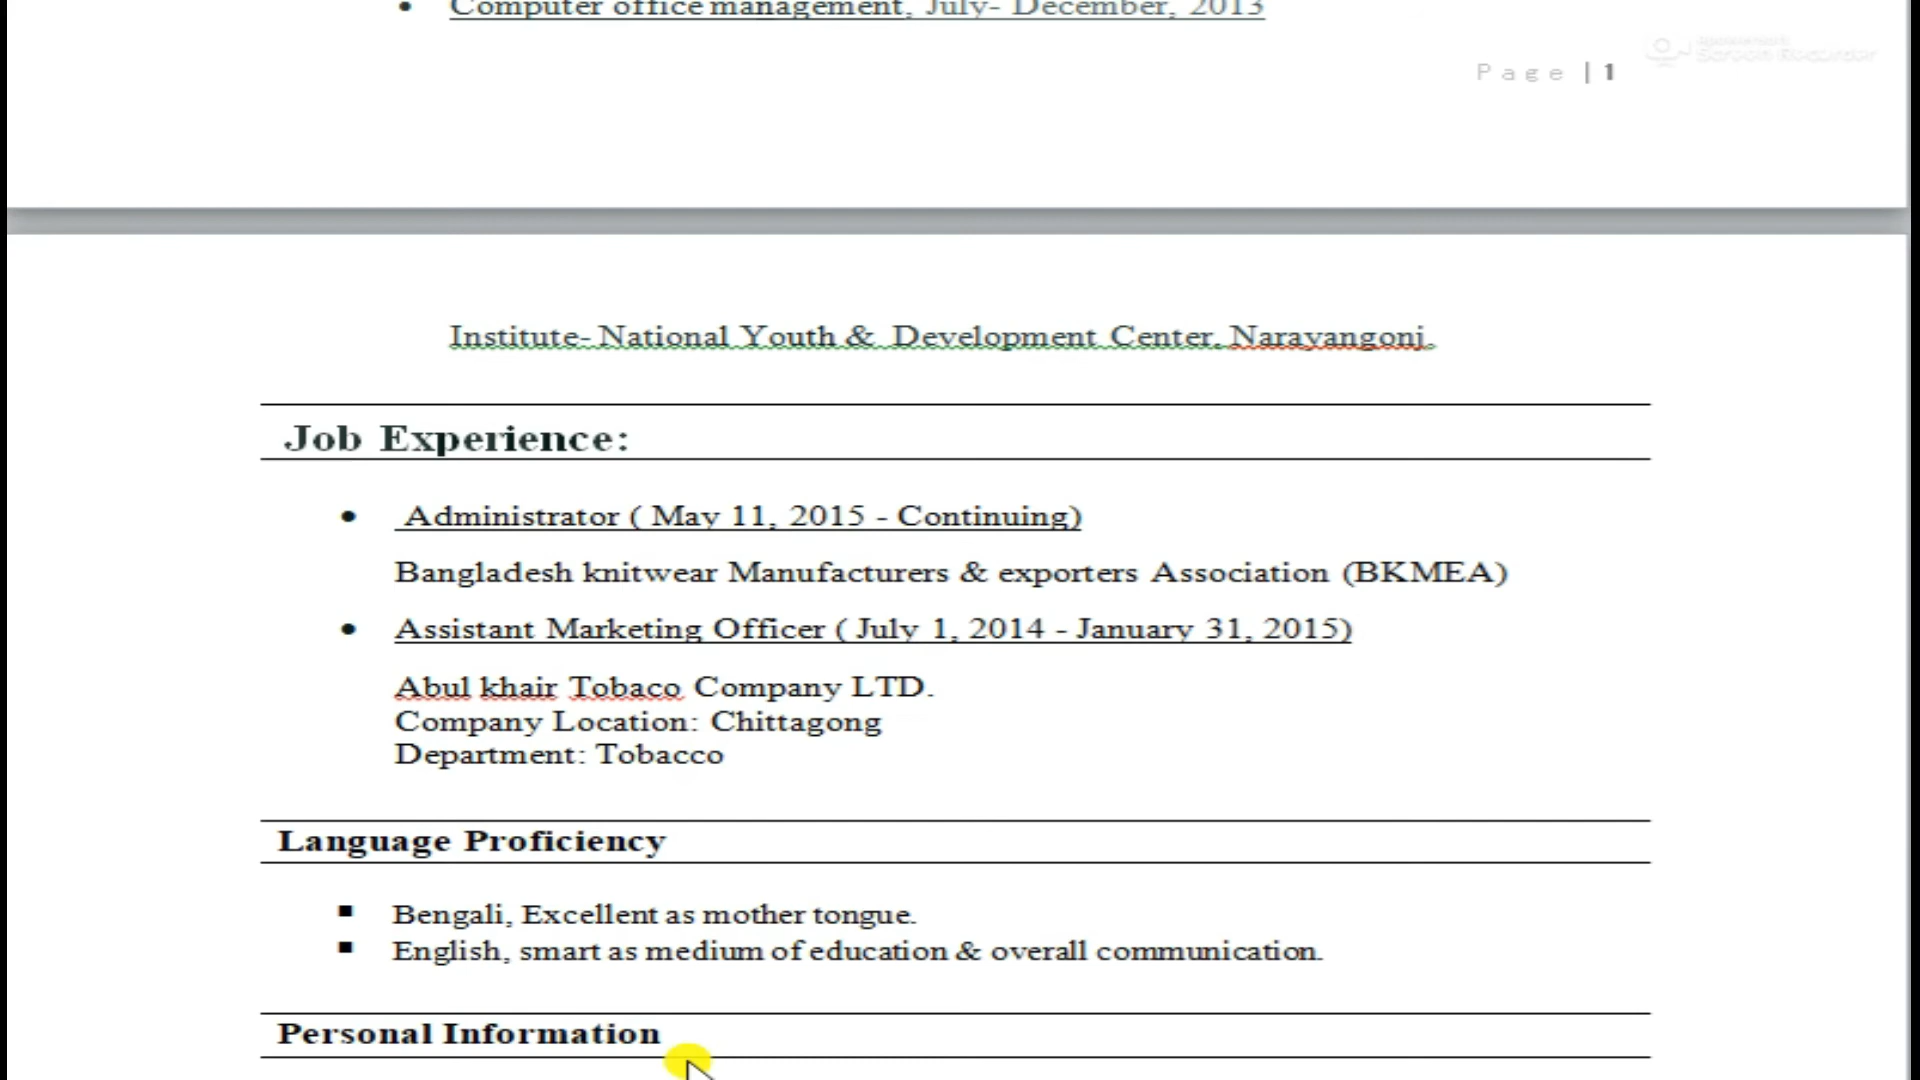 • Computer office management, July- December, 2013
Screen Recorder
Page | 1
Institute- National Youth & Development Center, Narayangonj.
Job Experience:
• Administrator ( May 11, 2015 - Continuing)
Bangladesh knitwear Manufacturers & exporters Association (BKMEA)
• Assistant Marketing Officer ( July 1, 2014 - January 31, 2015)
Abul khair Tobaco Company LTD.
Company Location: Chittagong
Department: Tobacco
Language Proficiency
▪ Bengali, Excellent as mother tongue.
▪ English, smart as medium of education & overall communication.
Personal Information